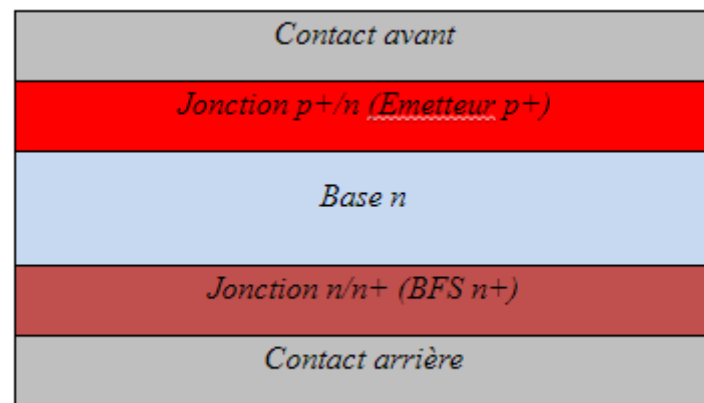 Contact avant
Jonction p+/n (Emetteur p+)
Base n
Jonction n/n+ (BFS n+)
Contact arrière